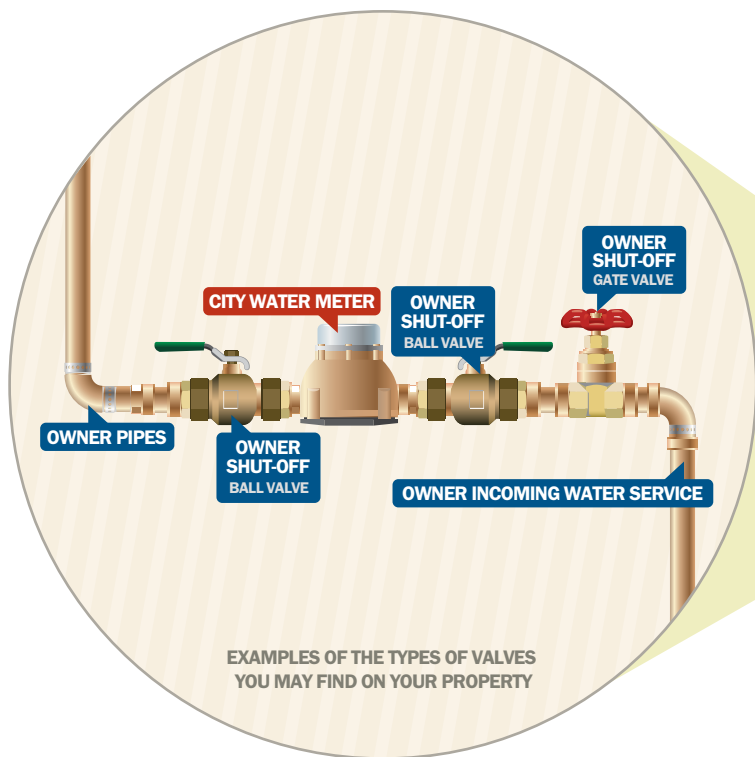 OWNER
SHUT-OFF
GATE VALVE
CITY WATER METER
OWNER
SHUT-OFF
BALL VALVE
OWNER PIPES
OWNER
SHUT-OFF
BALL VALVE
OWNER INCOMING WATER SERVICE
EXAMPLES OF THE TYPES OF VALVES
YOU MAY FIND ON YOUR PROPERTY